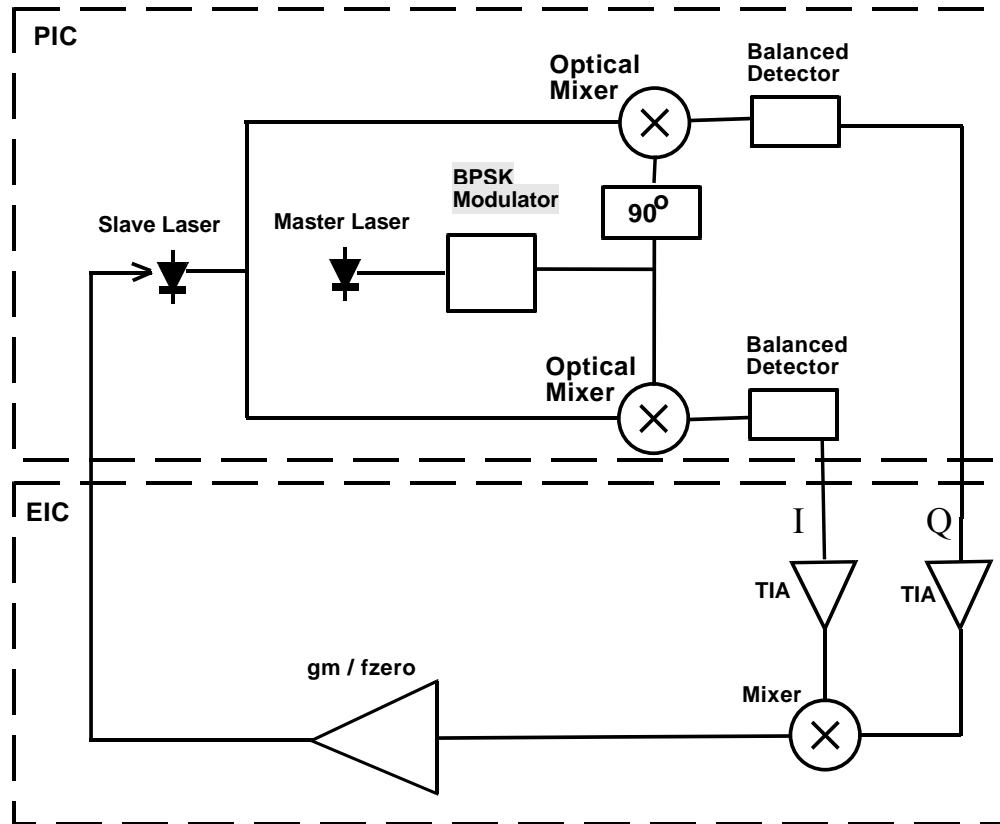 PIC
Optical
Mixer
Balanced
Detector
BPSK
Modulator
90o
Slave Laser
Master Laser
Optical
Mixer
Balanced
Detector
EIC
I
Q
TIA
TIA
gm / fzero
Mixer